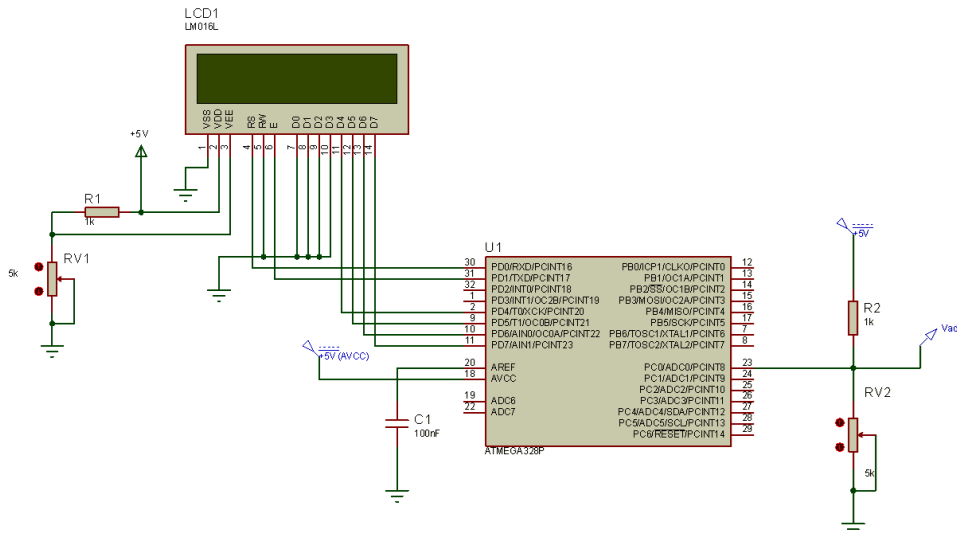 LCD1
LM016L
VSS
VDD
VEE
RS
RW
E
D0
D1
D2
D3
D4
D5
D6
D7
1
2
3
4
5
6
7
8
9
10
11
12
13
14
+5V
R1
1k
RV1
5k
U1
30 PD0/RXD/PCINT16
31 PD1/TXD/PCINT17
32 PD2/INT0/PCINT18
1 PD3/INT1/OC2B/PCINT19
2 PD4/T0/XCK/PCINT20
9 PD5/T1/OC0B/PCINT21
10 PD6/AIN0/OC0A/PCINT22
11 PD7/AIN1/PCINT23
20 AREF
18 AVCC
19 ADC6
22 ADC7
PB0/ICP1/CLKO/PCINT0 12
PB1/OC1A/PCINT1 13
PB2/SS/OC1B/PCINT2 14
PB3/MOSI/OC2A/PCINT3 15
PB4/MISO/PCINT4 16
PB5/SCK/PCINT5 17
PB6/TOSC1/XTAL1/PCINT6 7
PB7/TOSC2/XTAL2/PCINT7 8
PC0/ADC0/PCINT8 23
PC1/ADC1/PCINT9 24
PC2/ADC2/PCINT10 25
PC3/ADC3/PCINT11 26
PC4/ADC4/SDA/PCINT12 27
PC5/ADC5/SCL/PCINT13 28
PC6/RESET/PCINT14 29
ATMEGA328P
+5V (AVCC)
C1
100nF
+5V
R2
1k
RV2
5k